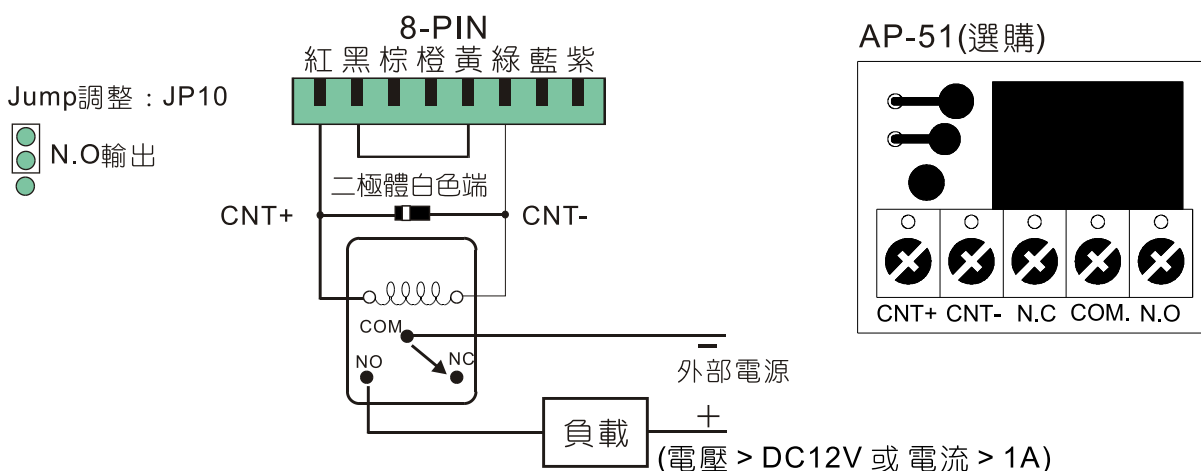 8-PIN
紅 黑 棕 橙 黃 綠 藍 紫
Jump調整：JP10
N.O輸出
二極體白色端
CNT+
CNT-
COM
NO
NC
−
外部電源
+
負載
(電壓 > DC12V 或 電流 > 1A)
AP-51(選購)
CNT+ CNT- N.C COM. N.O